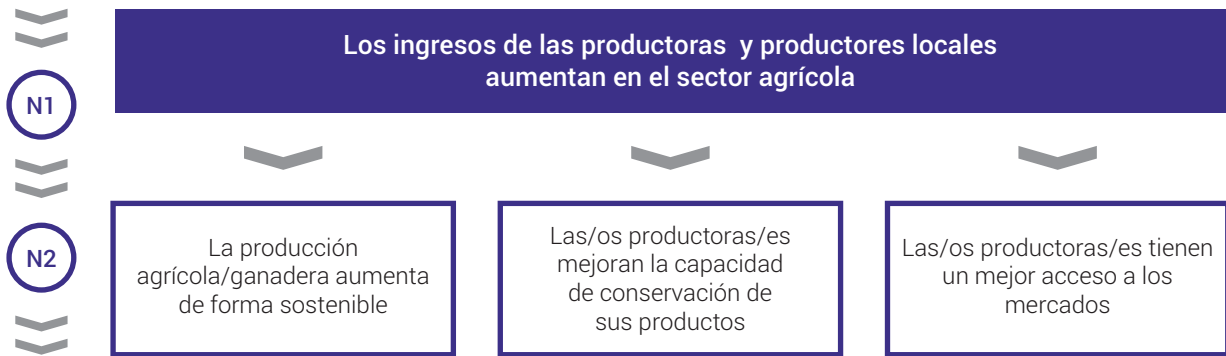 Los ingresos de las productoras y productores locales
aumentan en el sector agrícola
N1
N2
La producción
agrícola/ganadera aumenta
de forma sostenible
Las/os productoras/es
mejoran la capacidad
de conservación de
sus productos
Las/os productoras/es tienen
un mejor acceso a los
mercados